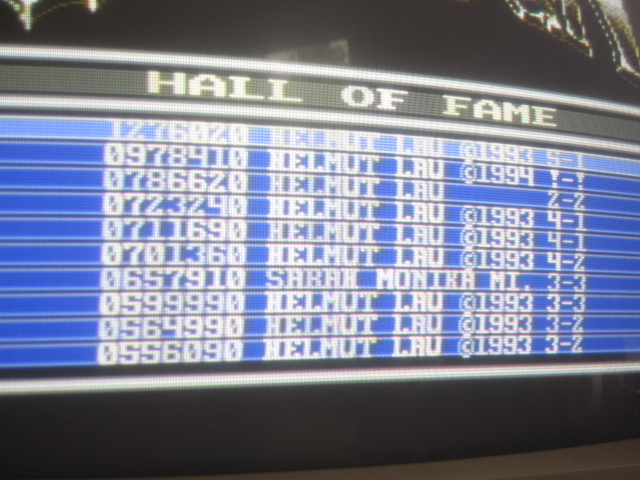 HALL OF FAME
1276020 HELMUT LAU ©1993 5-1
0978410 HELMUT LAU ©1994 Y-Y
0786620 HELMUT LAU Z-Z
0723240 HELMUT LAU ©1993 4-1
0711690 HELMUT LAU ©1993 4-1
0701360 HELMUT LAU ©1993 4-2
0657910 SARAH MONIKA MI. 3-3
0599990 HELMUT LAU ©1993 3-3
0564990 HELMUT LAU ©1993 3-2
0556090 HELMUT LAU ©1993 3-2